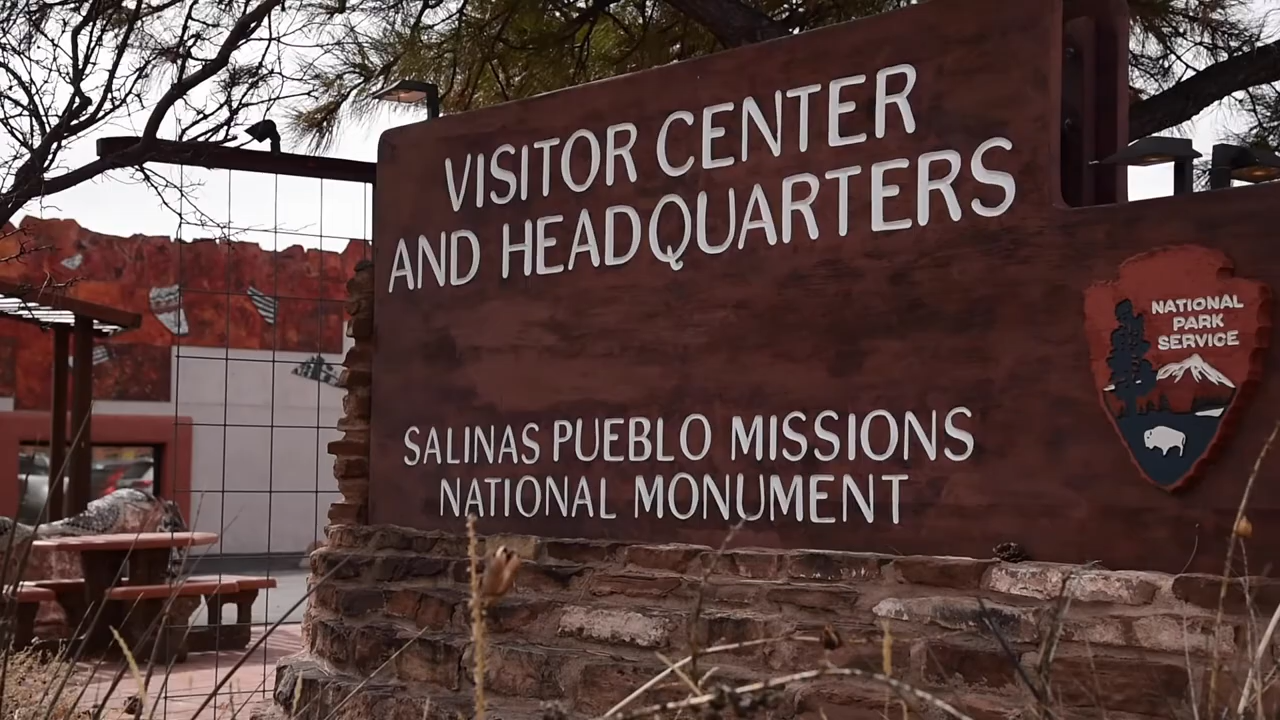 VISITOR CENTER
AND HEADQUARTERS
SALINAS PUEBLO MISSIONS
NATIONAL MONUMENT
NATIONAL
PARK
SERVICE